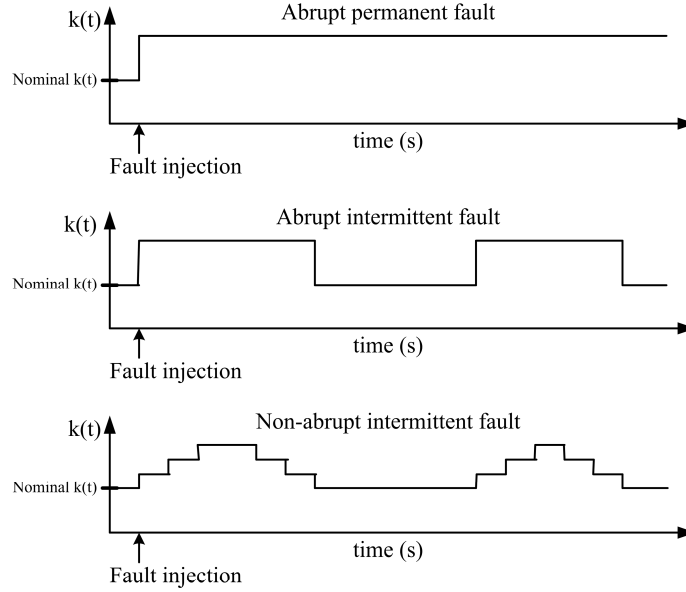 Abrupt permanent fault
k(t)
Nominal k(t)
time (s)
Fault injection
Abrupt intermittent fault
k(t)
Nominal k(t)
time (s)
Fault injection
Non-abrupt intermittent fault
k(t)
Nominal k(t)
time (s)
Fault injection